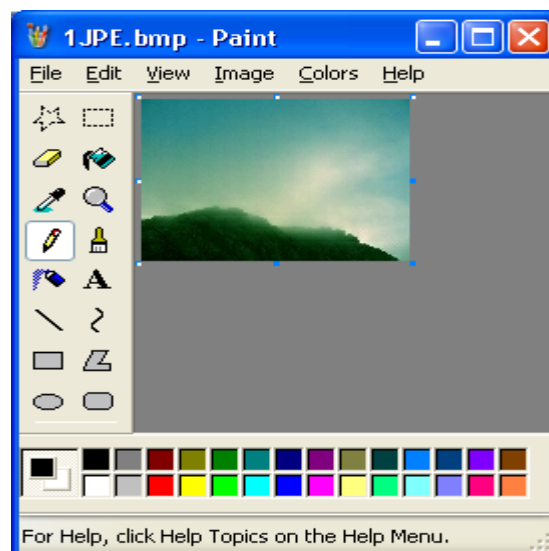 1JPE.bmp - Paint
File Edit View Image Colors Help
A
For Help, click Help Topics on the Help Menu.